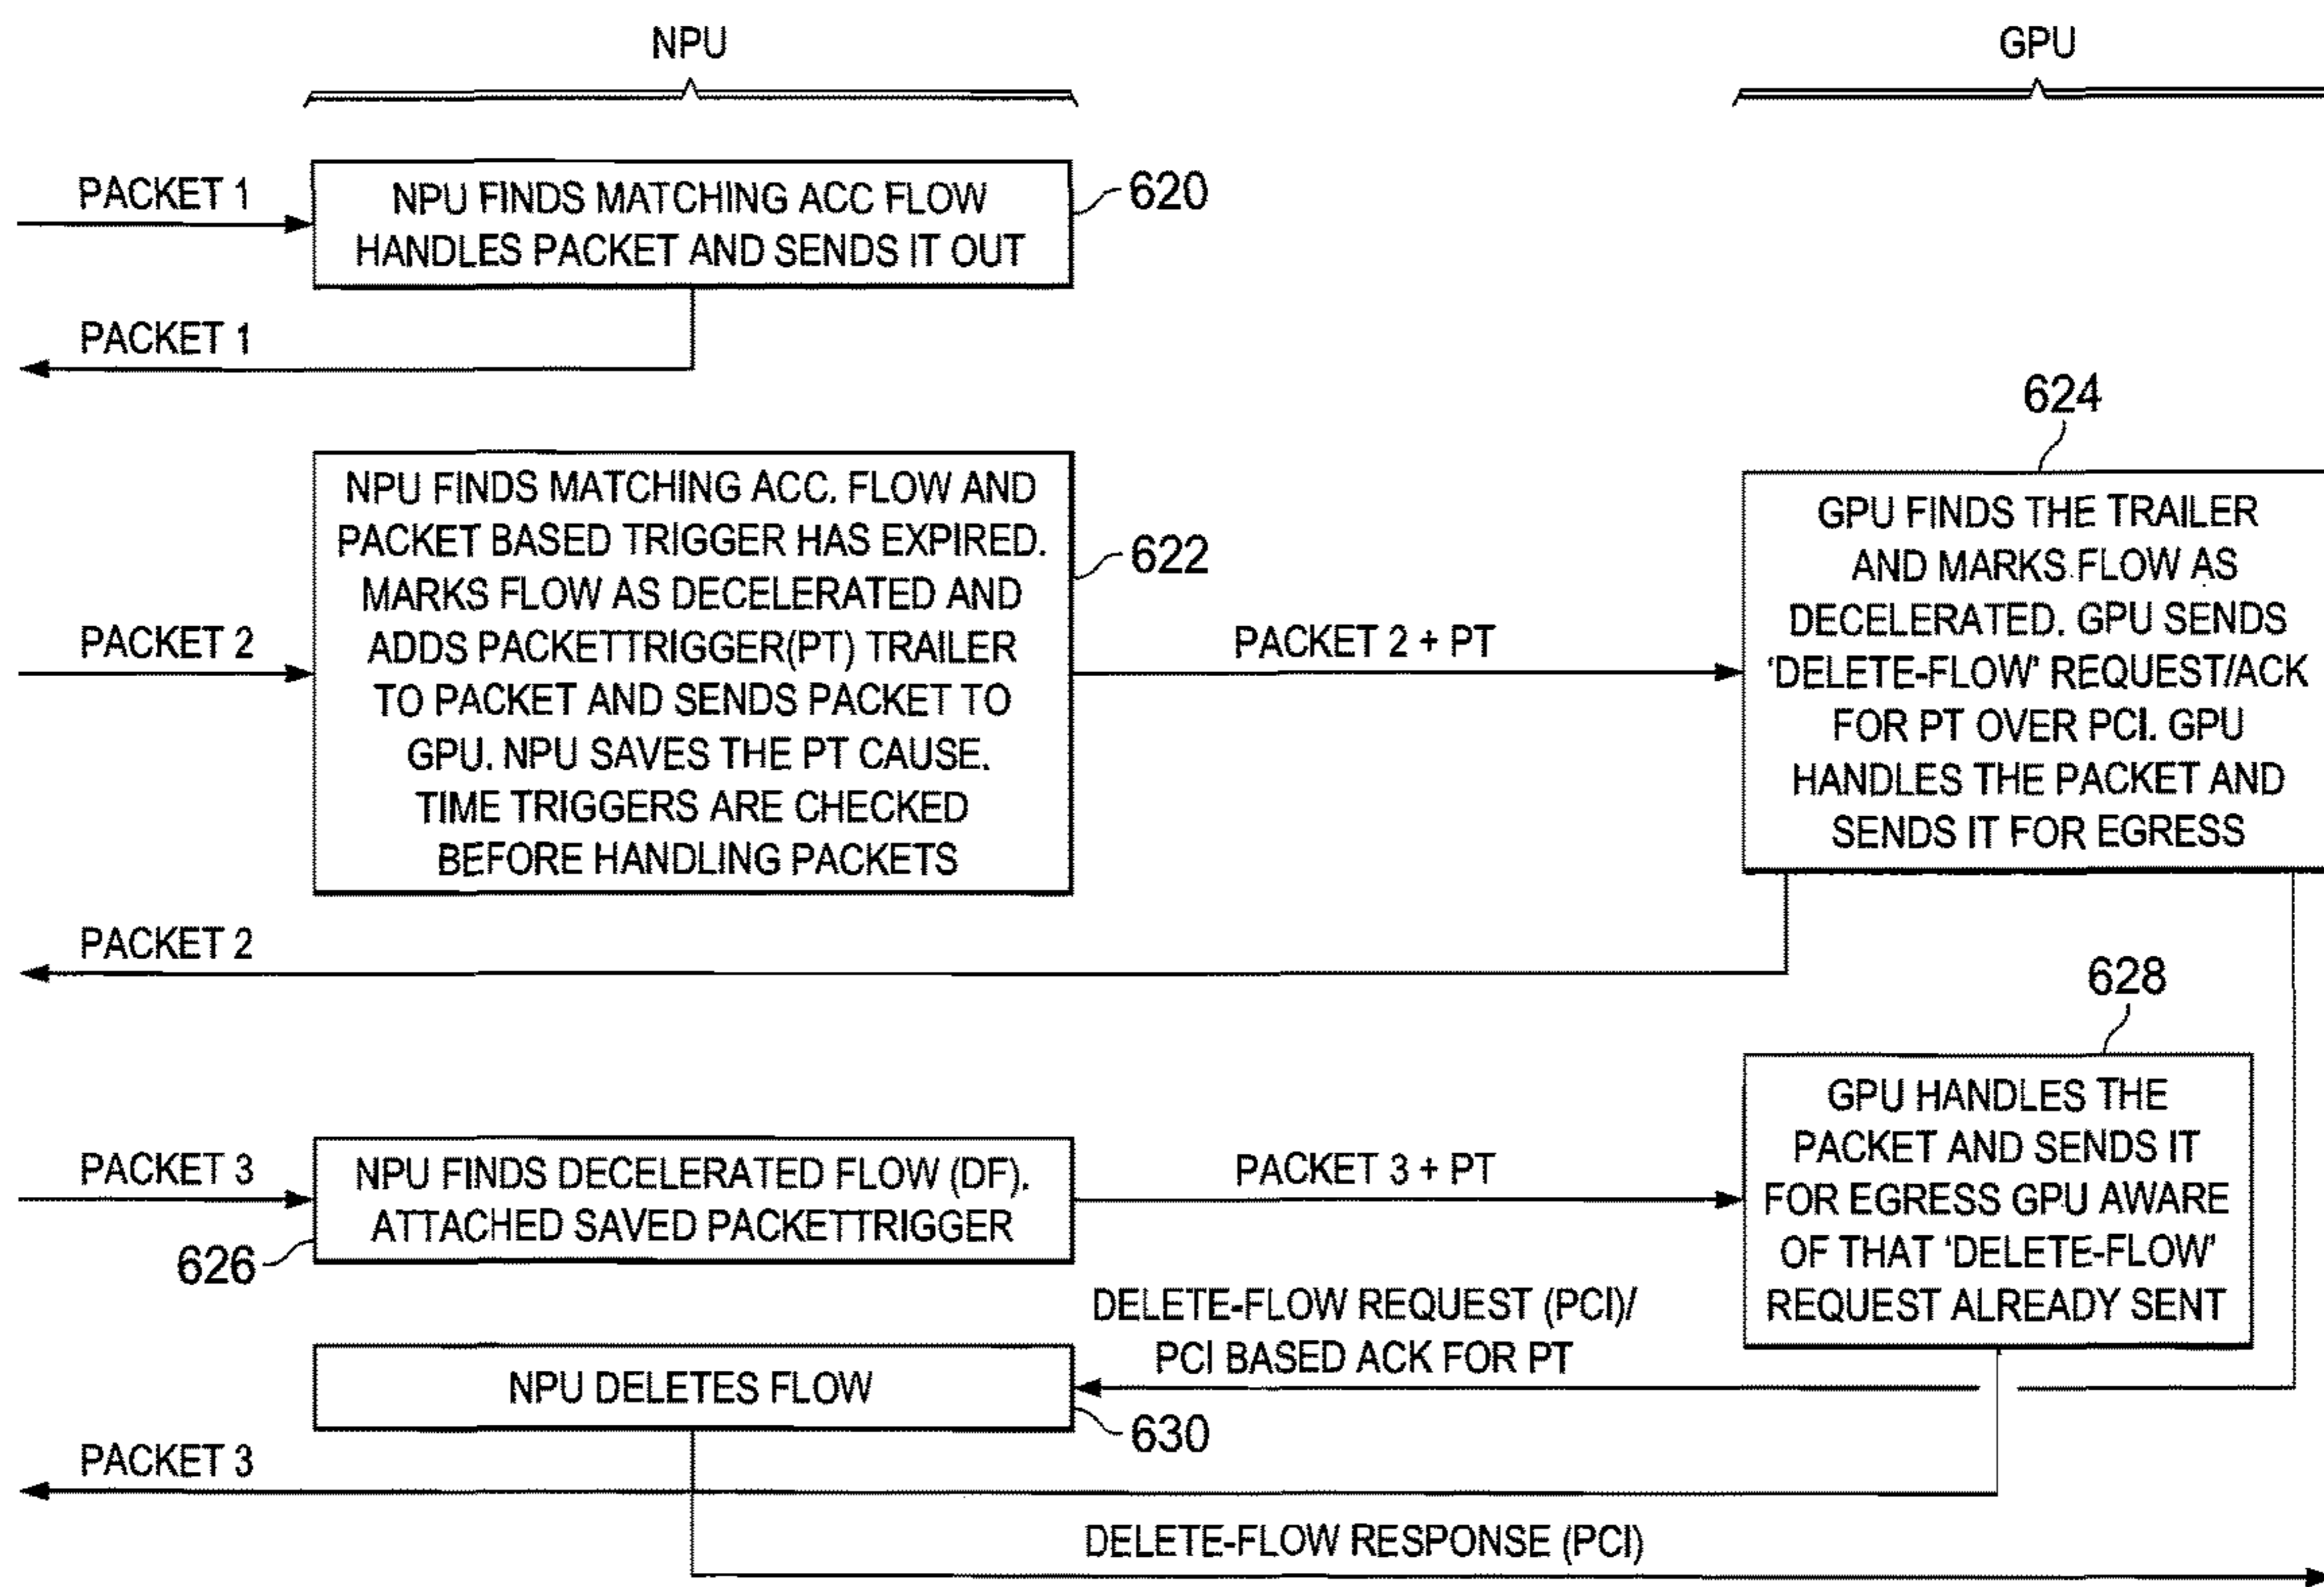 NPU
GPU
PACKET 1
NPU FINDS MATCHING ACC FLOW
HANDLES PACKET AND SENDS IT OUT
620
PACKET 1
PACKET 2
NPU FINDS MATCHING ACC. FLOW AND
PACKET BASED TRIGGER HAS EXPIRED.
MARKS FLOW AS DECELERATED AND
ADDS PACKETTRIGGER(PT) TRAILER
TO PACKET AND SENDS PACKET TO
GPU. NPU SAVES THE PT CAUSE.
TIME TRIGGERS ARE CHECKED
BEFORE HANDLING PACKETS
622
PACKET 2 + PT
624
GPU FINDS THE TRAILER
AND MARKS FLOW AS
DECELERATED. GPU SENDS
'DELETE-FLOW' REQUEST/ACK
FOR PT OVER PCI. GPU
HANDLES THE PACKET AND
SENDS IT FOR EGRESS
PACKET 2
PACKET 3
NPU FINDS DECELERATED FLOW (DF).
ATTACHED SAVED PACKETTRIGGER
626
PACKET 3 + PT
628
GPU HANDLES THE
PACKET AND SENDS IT
FOR EGRESS GPU AWARE
OF THAT 'DELETE-FLOW'
REQUEST ALREADY SENT
DELETE-FLOW REQUEST (PCI)/
PCI BASED ACK FOR PT
NPU DELETES FLOW
630
PACKET 3
DELETE-FLOW RESPONSE (PCI)